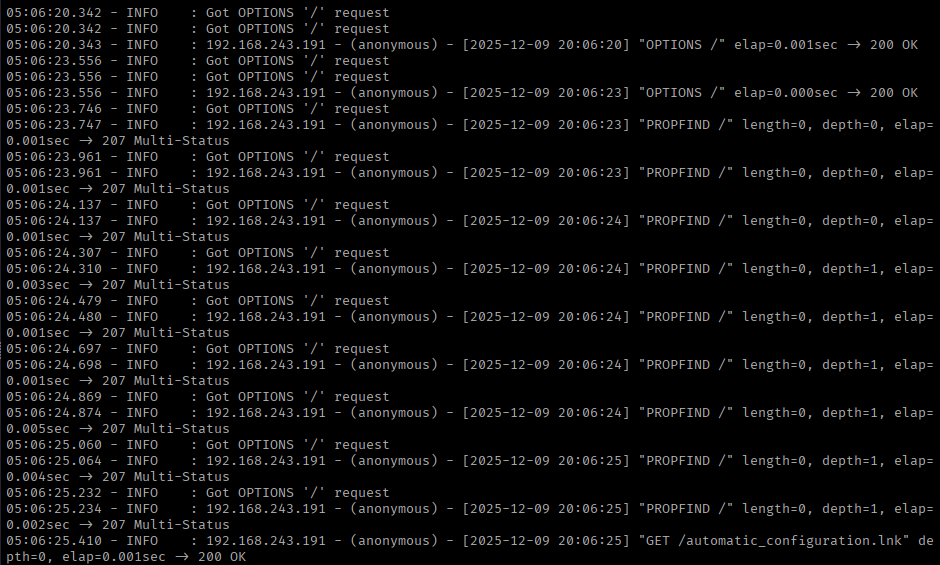 05:06:20.342 - INFO    : Got OPTIONS '/' request
05:06:20.342 - INFO    : Got OPTIONS '/' request
05:06:20.343 - INFO    : 192.168.243.191 - (anonymous) - [2025-12-09 20:06:20] "OPTIONS /" elap=0.001sec → 200 OK
05:06:23.556 - INFO    : Got OPTIONS '/' request
05:06:23.556 - INFO    : Got OPTIONS '/' request
05:06:23.556 - INFO    : 192.168.243.191 - (anonymous) - [2025-12-09 20:06:23] "OPTIONS /" elap=0.000sec → 200 OK
05:06:23.746 - INFO    : Got OPTIONS '/' request
05:06:23.747 - INFO    : 192.168.243.191 - (anonymous) - [2025-12-09 20:06:23] "PROPFIND /" length=0, depth=0, elap=
0.001sec → 207 Multi-Status
05:06:23.961 - INFO    : Got OPTIONS '/' request
05:06:23.961 - INFO    : 192.168.243.191 - (anonymous) - [2025-12-09 20:06:23] "PROPFIND /" length=0, depth=0, elap=
0.001sec → 207 Multi-Status
05:06:24.137 - INFO    : Got OPTIONS '/' request
05:06:24.137 - INFO    : 192.168.243.191 - (anonymous) - [2025-12-09 20:06:24] "PROPFIND /" length=0, depth=0, elap=
0.001sec → 207 Multi-Status
05:06:24.307 - INFO    : Got OPTIONS '/' request
05:06:24.310 - INFO    : 192.168.243.191 - (anonymous) - [2025-12-09 20:06:24] "PROPFIND /" length=0, depth=1, elap=
0.003sec → 207 Multi-Status
05:06:24.479 - INFO    : Got OPTIONS '/' request
05:06:24.480 - INFO    : 192.168.243.191 - (anonymous) - [2025-12-09 20:06:24] "PROPFIND /" length=0, depth=1, elap=
0.001sec → 207 Multi-Status
05:06:24.697 - INFO    : Got OPTIONS '/' request
05:06:24.698 - INFO    : 192.168.243.191 - (anonymous) - [2025-12-09 20:06:24] "PROPFIND /" length=0, depth=1, elap=
0.001sec → 207 Multi-Status
05:06:24.869 - INFO    : Got OPTIONS '/' request
05:06:24.874 - INFO    : 192.168.243.191 - (anonymous) - [2025-12-09 20:06:24] "PROPFIND /" length=0, depth=1, elap=
0.005sec → 207 Multi-Status
05:06:25.060 - INFO    : Got OPTIONS '/' request
05:06:25.064 - INFO    : 192.168.243.191 - (anonymous) - [2025-12-09 20:06:25] "PROPFIND /" length=0, depth=1, elap=
0.004sec → 207 Multi-Status
05:06:25.232 - INFO    : Got OPTIONS '/' request
05:06:25.234 - INFO    : 192.168.243.191 - (anonymous) - [2025-12-09 20:06:25] "PROPFIND /" length=0, depth=1, elap=
0.002sec → 207 Multi-Status
05:06:25.410 - INFO    : 192.168.243.191 - (anonymous) - [2025-12-09 20:06:25] "GET /automatic_configuration.lnk" de
pth=0, elap=0.001sec → 200 OK